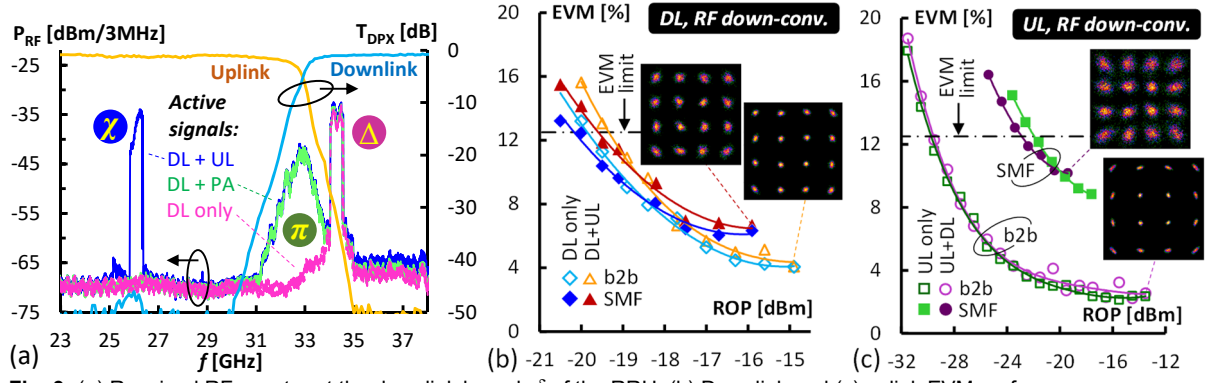 P_RF [dBm/3MHz]
T_DPX [dB]
-25
-35
-45
-55
-65
-75
0
-10
-20
-30
-40
-50
Uplink
Downlink
Active
signals:
DL + UL
DL + PA
DL only
χ
π
Δ
23 25 27 29 31 33 35 37
f [GHz]
(a)
EVM [%]
DL, RF down-conv.
20
16
12
8
4
0
EVM
limit
DL only
DL+UL
b2b
SMF
ROP [dBm]
-21 -20 -19 -18 -17 -16 -15
(b)
EVM [%]
UL, RF down-conv.
20
16
12
8
4
0
EVM
limit
SMF
b2b
UL only
UL+DL
b2b
SMF
ROP [dBm]
-32 -28 -24 -20 -16 -12
(c)